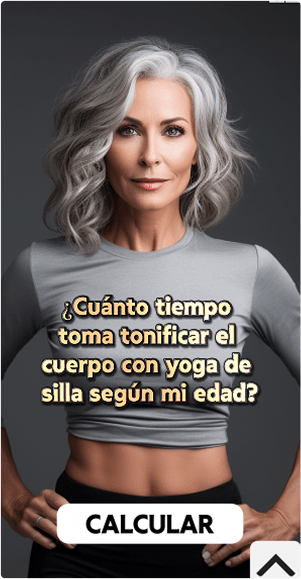 ¿Cuánto tiempo
toma tonificar el
cuerpo con yoga de
silla según mi edad?
CALCULAR